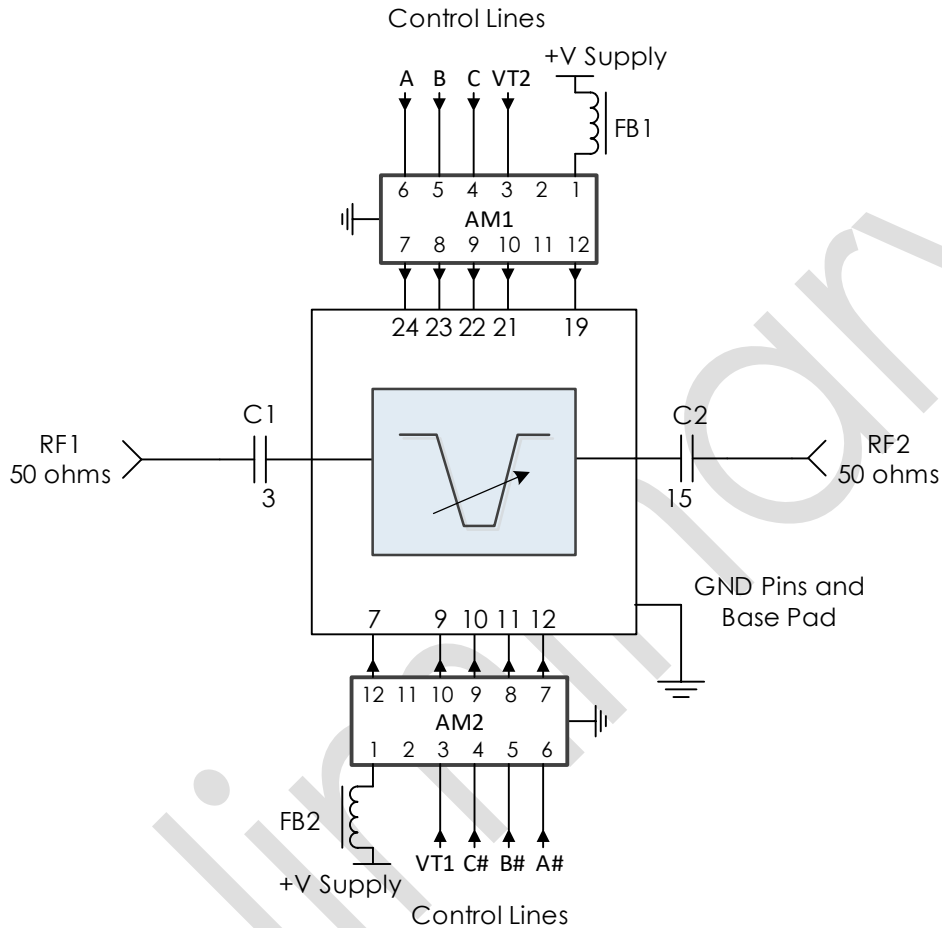 Control Lines
+V Supply
A B C VT2
FB1
6 5 4 3 2 1
AM1
7 8 9 10 11 12
24 23 22 21 19
C1
C2
RF1
50 ohms
RF2
50 ohms
3
15
GND Pins and
Base Pad
7 9 10 11 12
12 11 10 9 8 7
AM2
1 2 3 4 5 6
FB2
VT1 C# B# A#
+V Supply
Control Lines